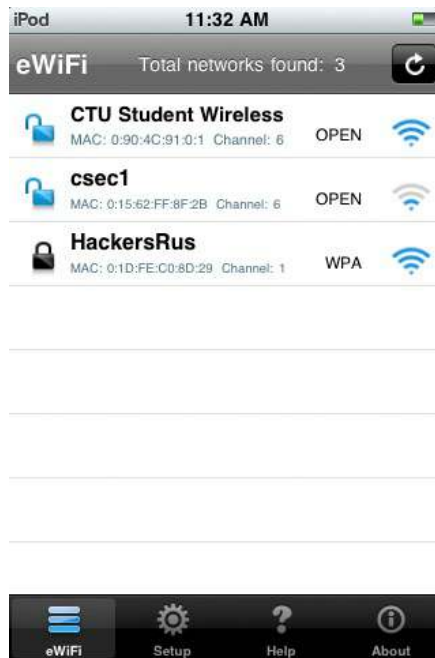 iPod 11:32 AM
eWiFi Total networks found: 3
CTU Student Wireless
MAC: 0:90:4C:91:0:1 Channel: 6 OPEN
csec1
MAC: 0:15:62:FF:8F:2B Channel: 6 OPEN
HackersRus
MAC: 0:1D:FE:C0:8D:29 Channel: 1 WPA
eWiFi Setup Help About